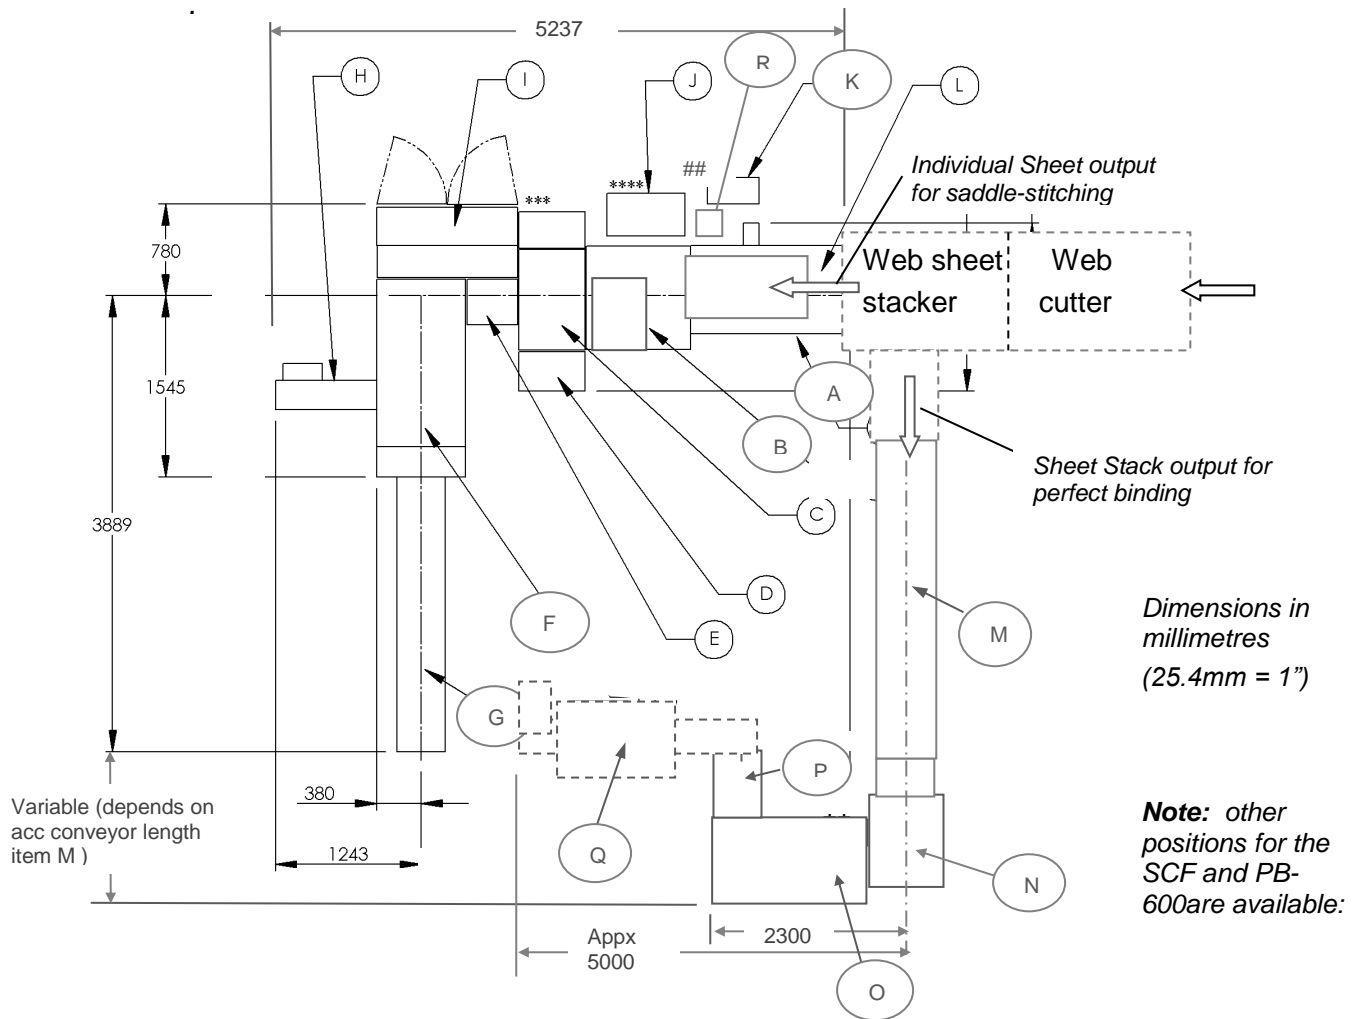 5237
R
H
I
J
K
L
##
Individual Sheet output
for saddle-stitching
****
***
780
Web sheet
stacker
Web
cutter
1545
A
B
Sheet Stack output for
perfect binding
C
3889
D
F
E
M
Dimensions in
millimetres
(25.4mm = 1”)
G
P
380
Variable (depends on
acc conveyor length
item M )
Note: other
positions for the
SCF and PB-
600are available:
1243
Q
N
Appx
5000
2300
O